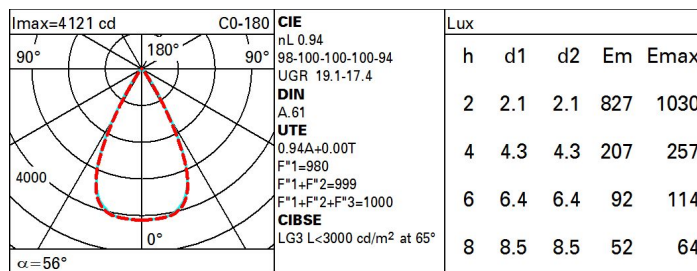 Imax=4121 cd C0-180
90° 180° 90°
4000
0°
α=56°
CIE
nL 0.94
98-100-100-100-94
UGR 19.1-17.4
DIN
A.61
UTE
0.94A+0.00T
F"1=980
F"1+F"2=999
F"1+F"2+F"3=1000
CIBSE
LG3 L<3000 cd/m² at 65°
Lux
h d1 d2 Em Emax
2 2.1 2.1 827 1030
4 4.3 4.3 207 257
6 6.4 6.4 92 114
8 8.5 8.5 52 64